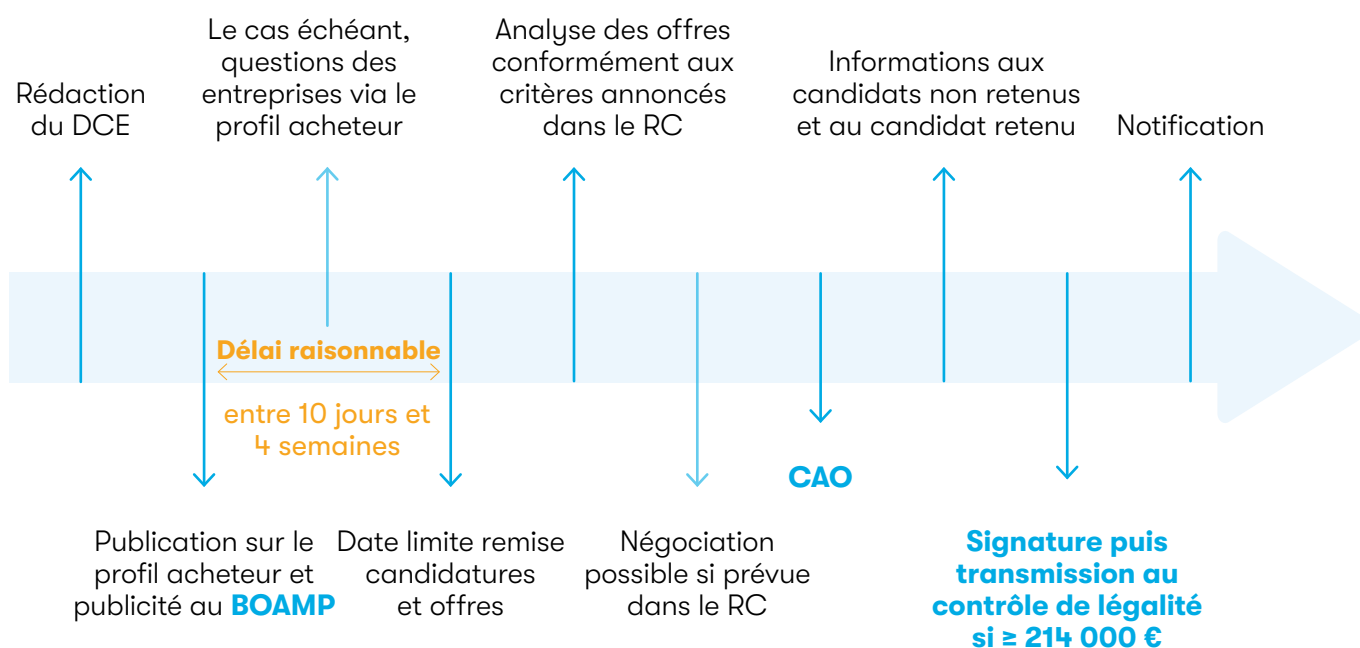 Rédaction
du DCE
Le cas échéant,
questions des
entreprises via le
profil acheteur
Analyse des offres
conformément aux
critères annoncés
dans le RC
Informations aux
candidats non retenus
et au candidat retenu
Notification
Délai raisonnable
entre 10 jours et
4 semaines
Publication sur le
profil acheteur et
publicité au BOAMP
Date limite remise
candidatures
et offres
Négociation
possible si prévue
dans le RC
CAO
Signature puis
transmission au
contrôle de légalité
si ≥ 214 000 €